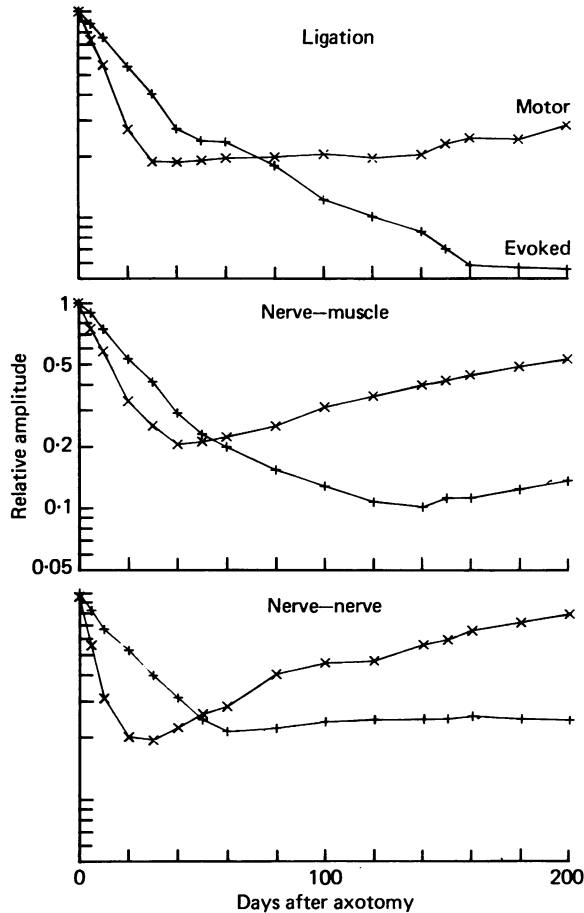 Ligation
Motor
Evoked
Nerve–muscle
1
0·5
0·2
0·1
0·05
Relative amplitude
Nerve–nerve
0
100
200
Days after axotomy